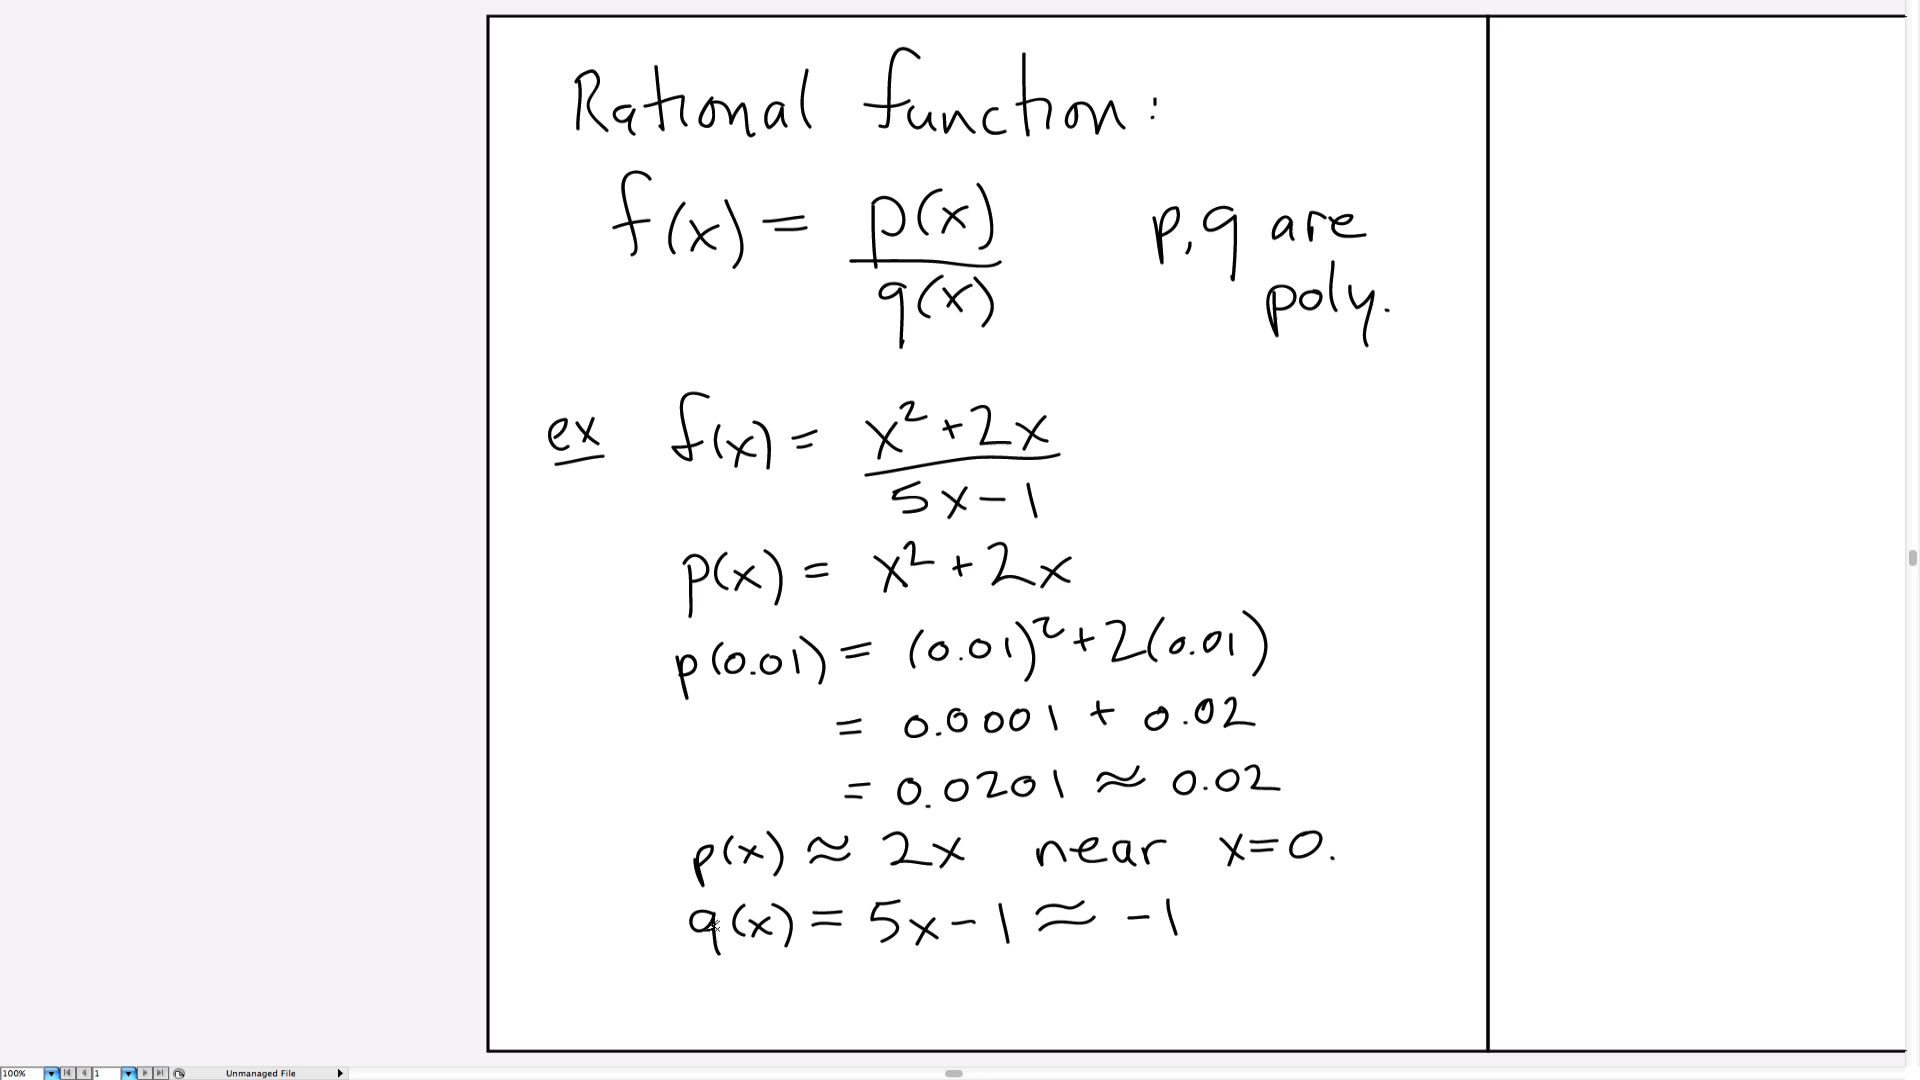 Rational function:
f(x) = p(x)/q(x) p, q are poly.
ex f(x) = x²+2x / 5x-1
p(x) = x²+2x
p(0.01) = (0.01)²+2(0.01)
= 0.0001 + 0.02
= 0.0201 ≈ 0.02
p(x) ≈ 2x near x=0.
q(x) = 5x-1 ≈ -1
100% 1 Unmanaged File